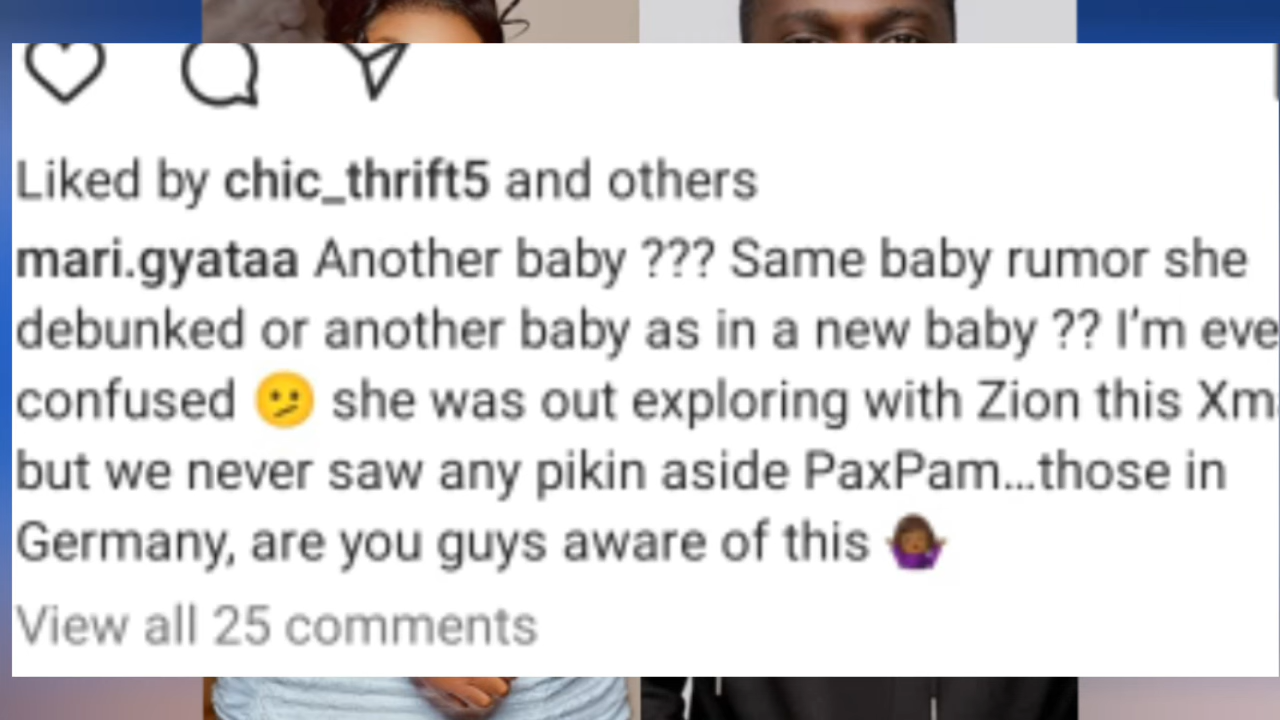 Liked by chic_thrift5 and others
mari.gyataa Another baby ??? Same baby rumor she
debunked or another baby as in a new baby ?? I'm eve
confused 🫤 she was out exploring with Zion this Xm
but we never saw any pikin aside PaxPam...those in
Germany, are you guys aware of this 🤷🏾‍♀️
View all 25 comments